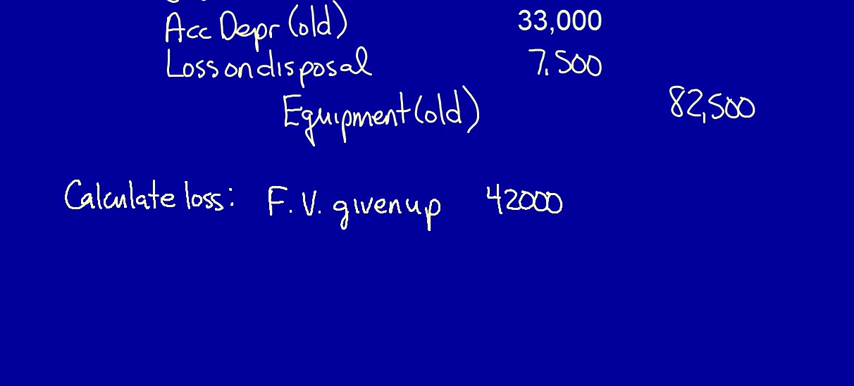 Acc Depr (old) 33,000
Loss on disposal 7,500
Equipment (old) 82,500
Calculate loss: F.V. given up 42000